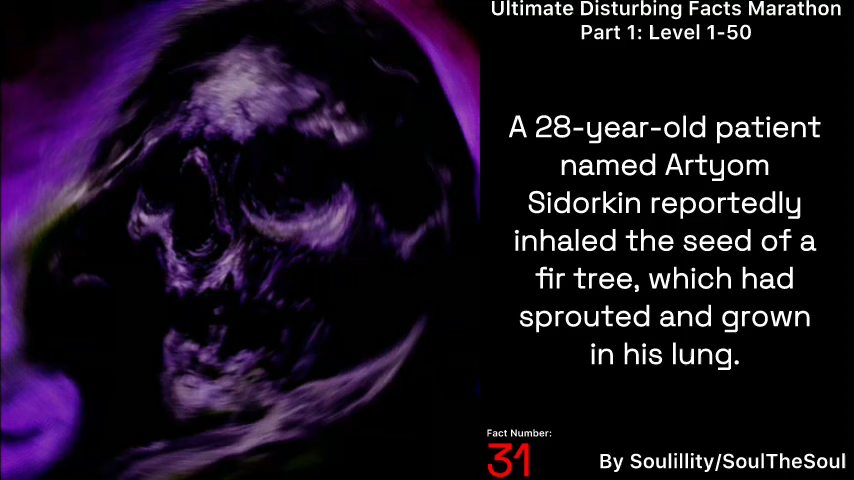 Ultimate Disturbing Facts Marathon
Part 1: Level 1-50
A 28-year-old patient
named Artyom
Sidorkin reportedly
inhaled the seed of a
fir tree, which had
sprouted and grown
in his lung.
Fact Number:
31
By Soulillity/SoulTheSoul